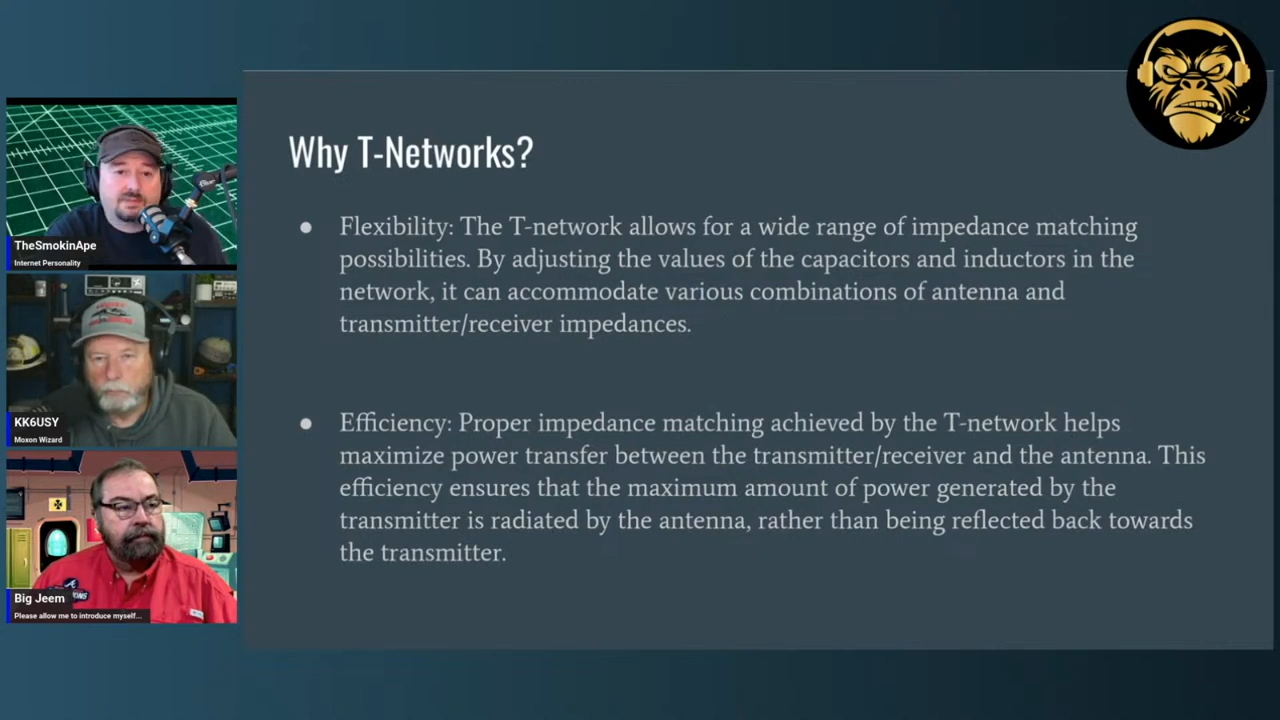 Why T-Networks?
● Flexibility: The T-network allows for a wide range of impedance matching
possibilities. By adjusting the values of the capacitors and inductors in the
network, it can accommodate various combinations of antenna and
transmitter/receiver impedances.
● Efficiency: Proper impedance matching achieved by the T-network helps
maximize power transfer between the transmitter/receiver and the antenna. This
efficiency ensures that the maximum amount of power generated by the
transmitter is radiated by the antenna, rather than being reflected back towards
the transmitter.
TheSmokinApe
Internet Personality
KK6USY
Moxon Wizard
Big Jeem
Please allow me to introduce myself...